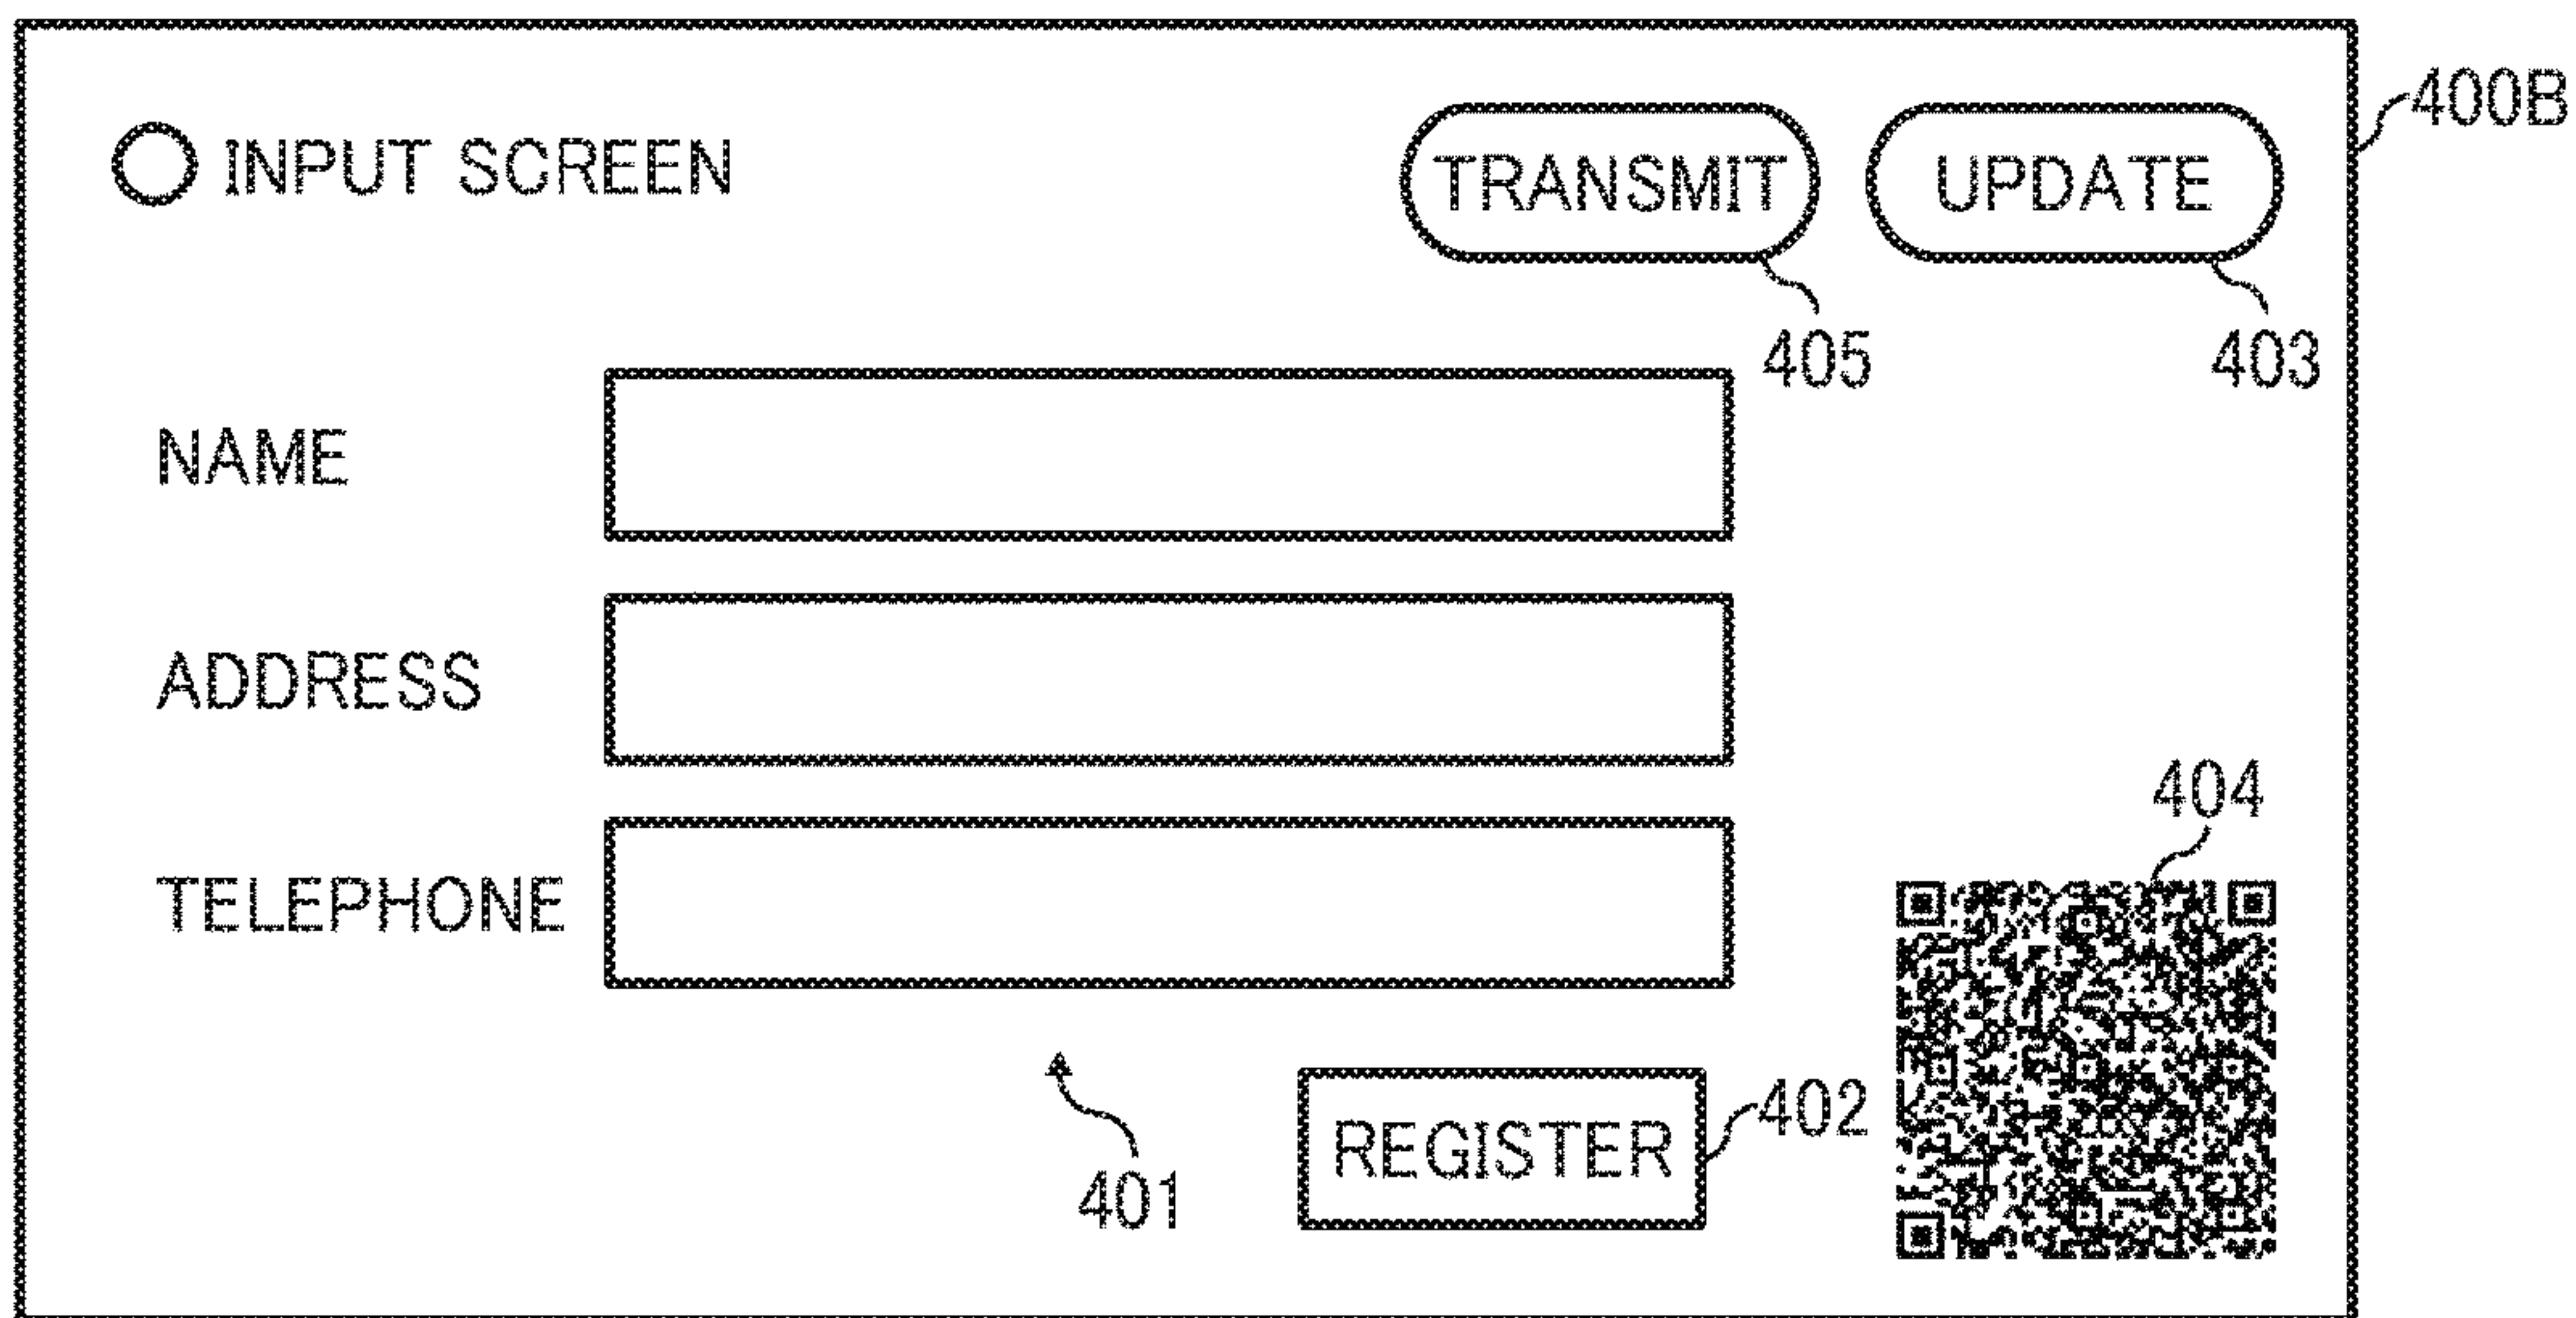 400B
INPUT SCREEN
TRANSMIT
UPDATE
405
403
NAME
ADDRESS
404
TELEPHONE
REGISTER
402
401